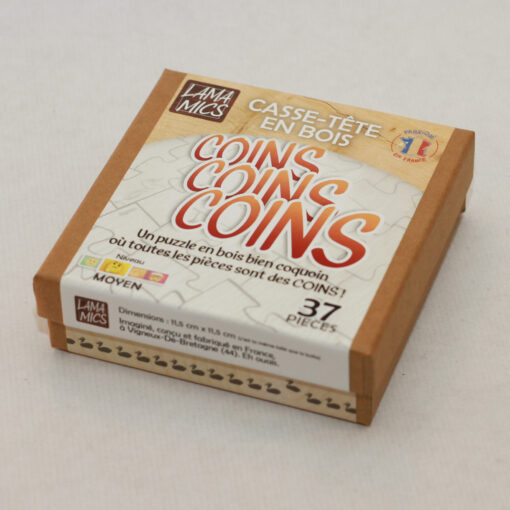 LAMA
MICS
CASSE-TÊTE
EN BOIS
FABRIQUÉ
EN FRANCE
COINS
COINS
COINS
Un puzzle en bois bien coquin
où toutes les pièces sont des COINS !
Niveau
MOYEN
37
PIÈCES
LAMA
MICS
Dimensions : 11,5 cm x 11,5 cm
Imaginé, conçu et fabriqué en France,
à Vigneux-De-Bretagne (44). Eh ouais.